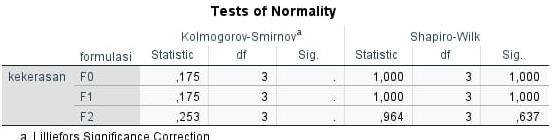 Tests of Normality
Kolmogorov-Smirnovᵃ Shapiro-Wilk
formulasi Statistic df Sig. Statistic df Sig.
kekerasan F0 ,175 3 . 1,000 3 1,000
F1 ,175 3 . 1,000 3 1,000
F2 ,253 3 . ,964 3 ,637
a. Lilliefors Significance Correction